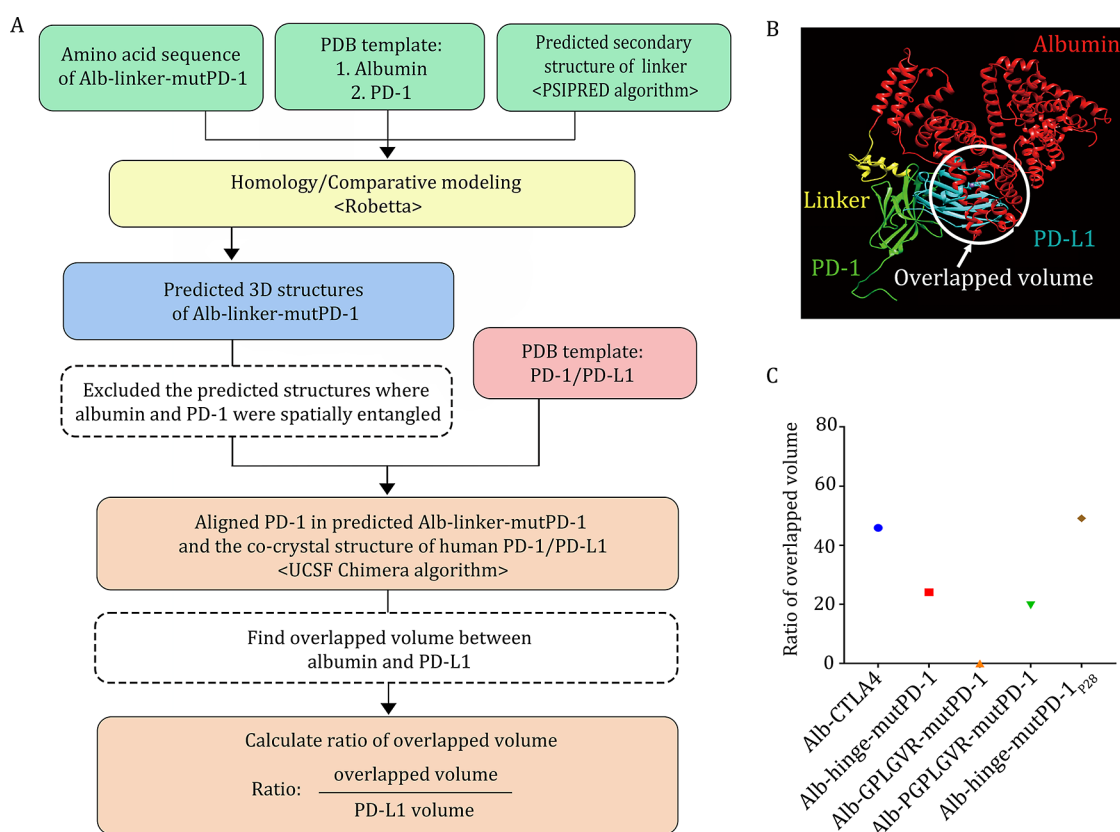 A
Amino acid sequence
of Alb-linker-mutPD-1
PDB template:
1. Albumin
2. PD-1
Predicted secondary
structure of linker
<PSIPRED algorithm>
Homology/Comparative modeling
<Robetta>
Predicted 3D structures
of Alb-linker-mutPD-1
PDB template:
PD-1/PD-L1
Excluded the predicted structures where
albumin and PD-1 were spatially entangled
Aligned PD-1 in predicted Alb-linker-mutPD-1
and the co-crystal structure of human PD-1/PD-L1
<UCSF Chimera algorithm>
Find overlapped volume between
albumin and PD-L1
Calculate ratio of overlapped volume
Ratio: overlapped volume
PD-L1 volume
B
Albumin
Linker
PD-L1
PD-1
Overlapped volume
C
Ratio of overlapped volume
80
60
40
20
0
Alb-CTLA4
Alb-hinge-mutPD-1
Alb-GPLGVR-mutPD-1
Alb-PGPLGVR-mutPD-1
Alb-hinge-mutPD-1P28